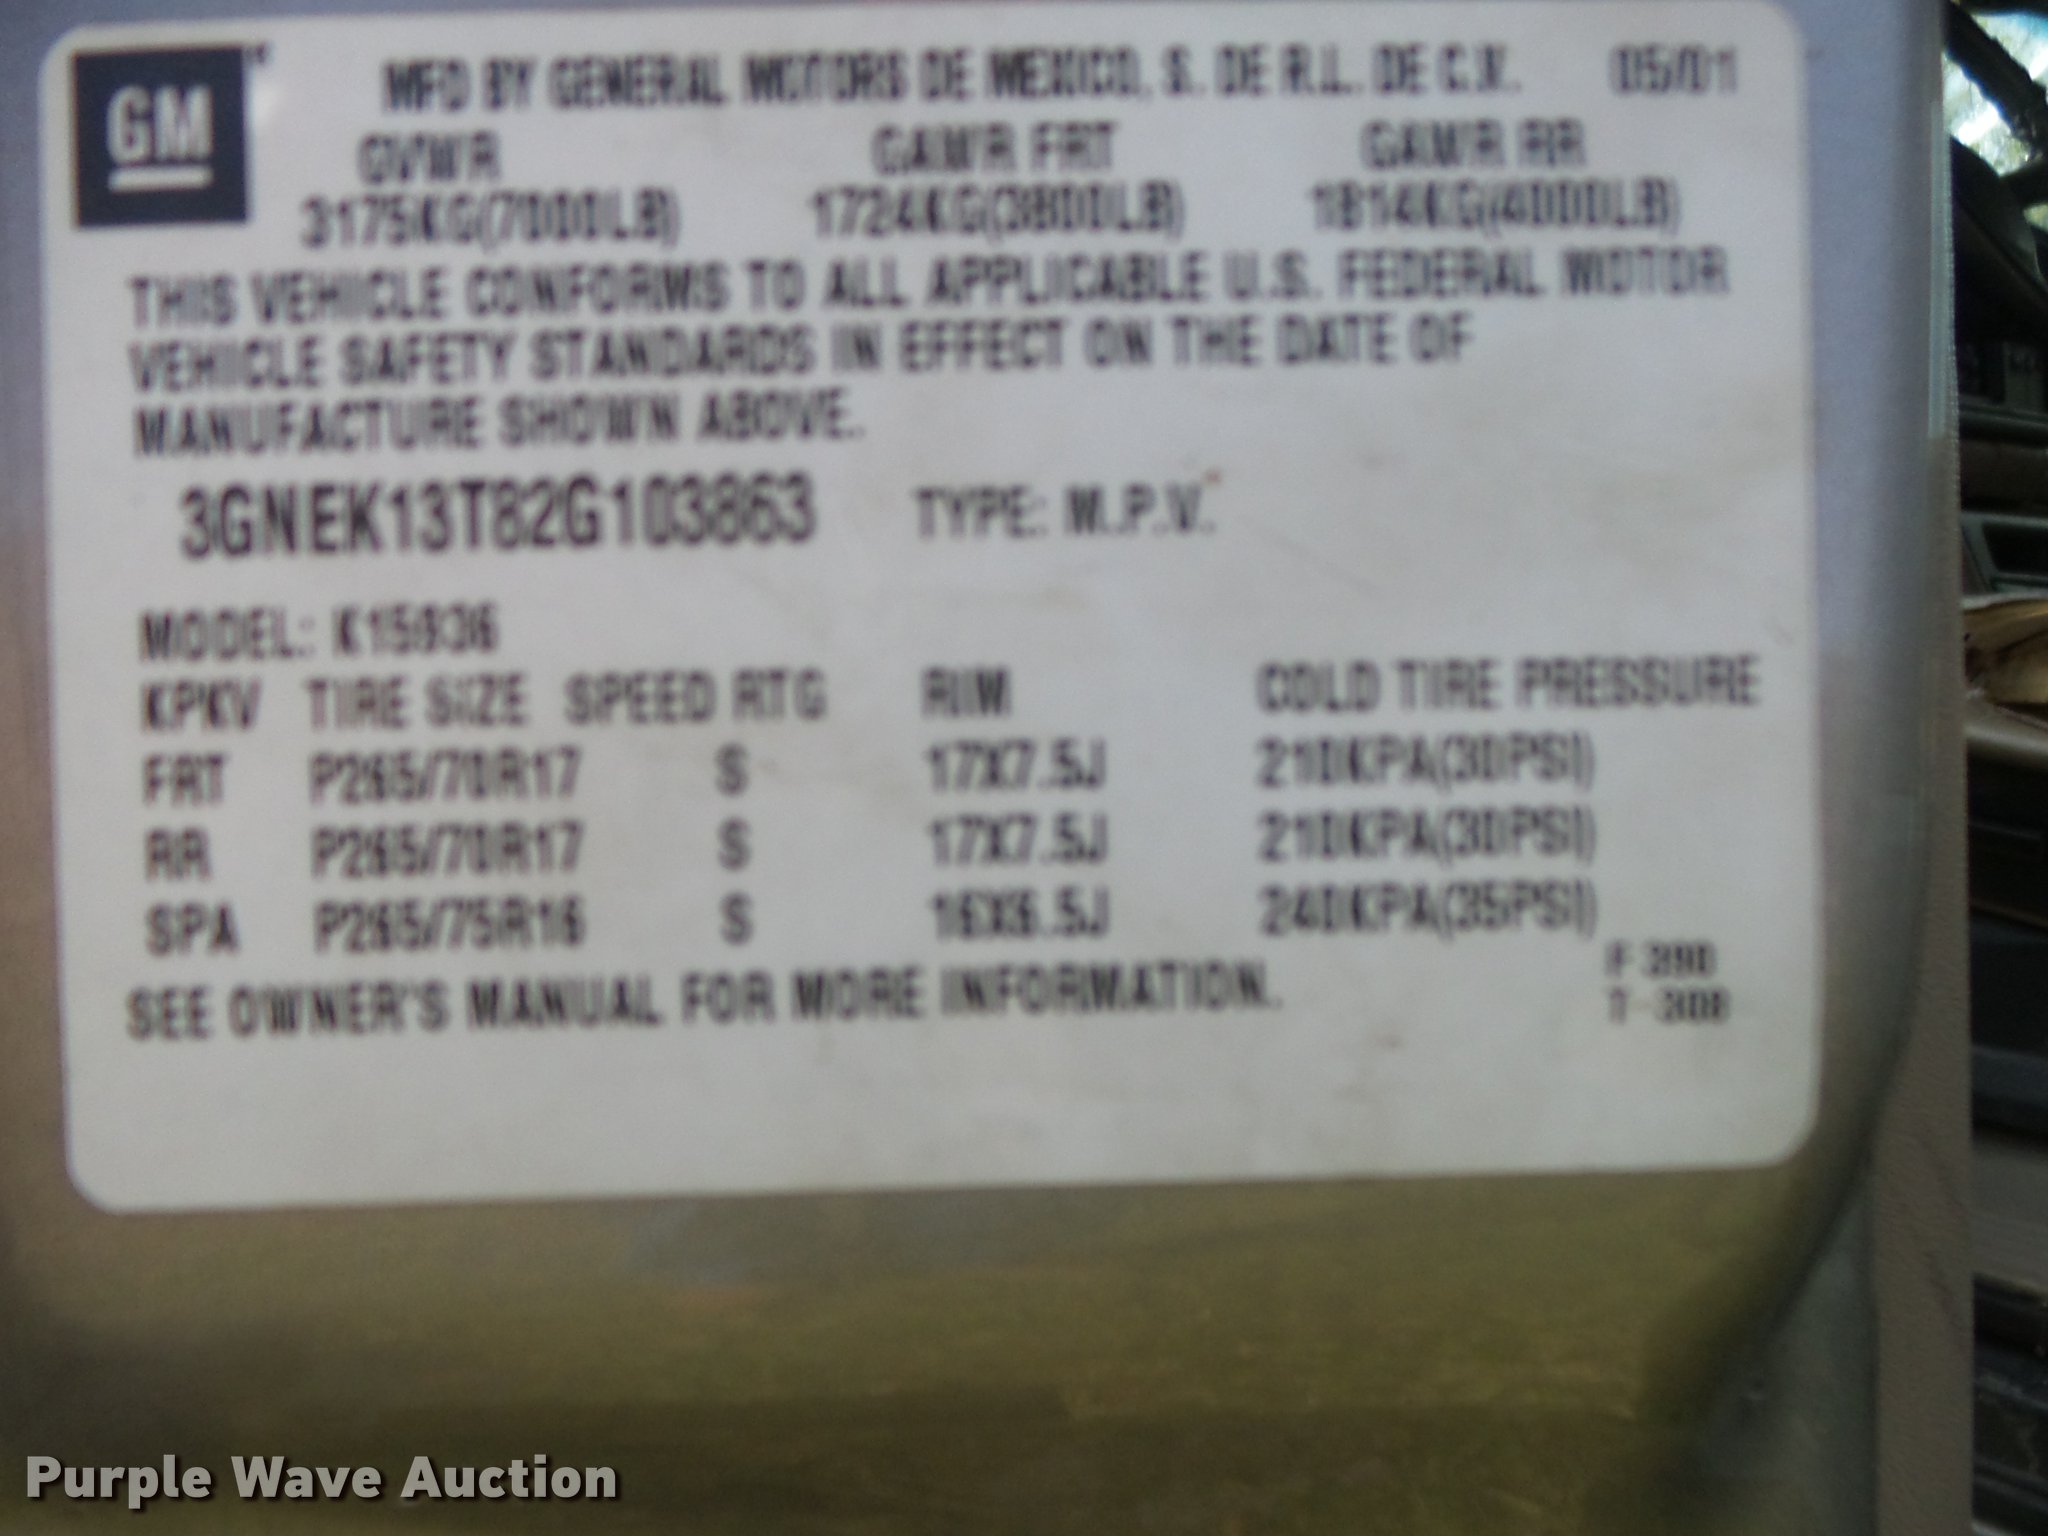 GM
MFD BY GENERAL MOTORS DE MEXICO, S. DE R.L. DE C.V. 05/01
GVWR GAWR FRT GAWR RR
3175KG(7000LB) 1724KG(3800LB) 1814KG(4000LB)
THIS VEHICLE CONFORMS TO ALL APPLICABLE U.S. FEDERAL MOTOR
VEHICLE SAFETY STANDARDS IN EFFECT ON THE DATE OF
MANUFACTURE SHOWN ABOVE.
3GNEK13T82G103863 TYPE: M.P.V.
MODEL: K15936
KPKV TIRE SIZE SPEED RTG RIM COLD TIRE PRESSURE
FRT P265/70R17 S 17X7.5J 210KPA(30PSI)
RR P265/70R17 S 17X7.5J 210KPA(30PSI)
SPA P265/75R16 S 16X6.5J 240KPA(35PSI)
SEE OWNER'S MANUAL FOR MORE INFORMATION.
Purple Wave Auction